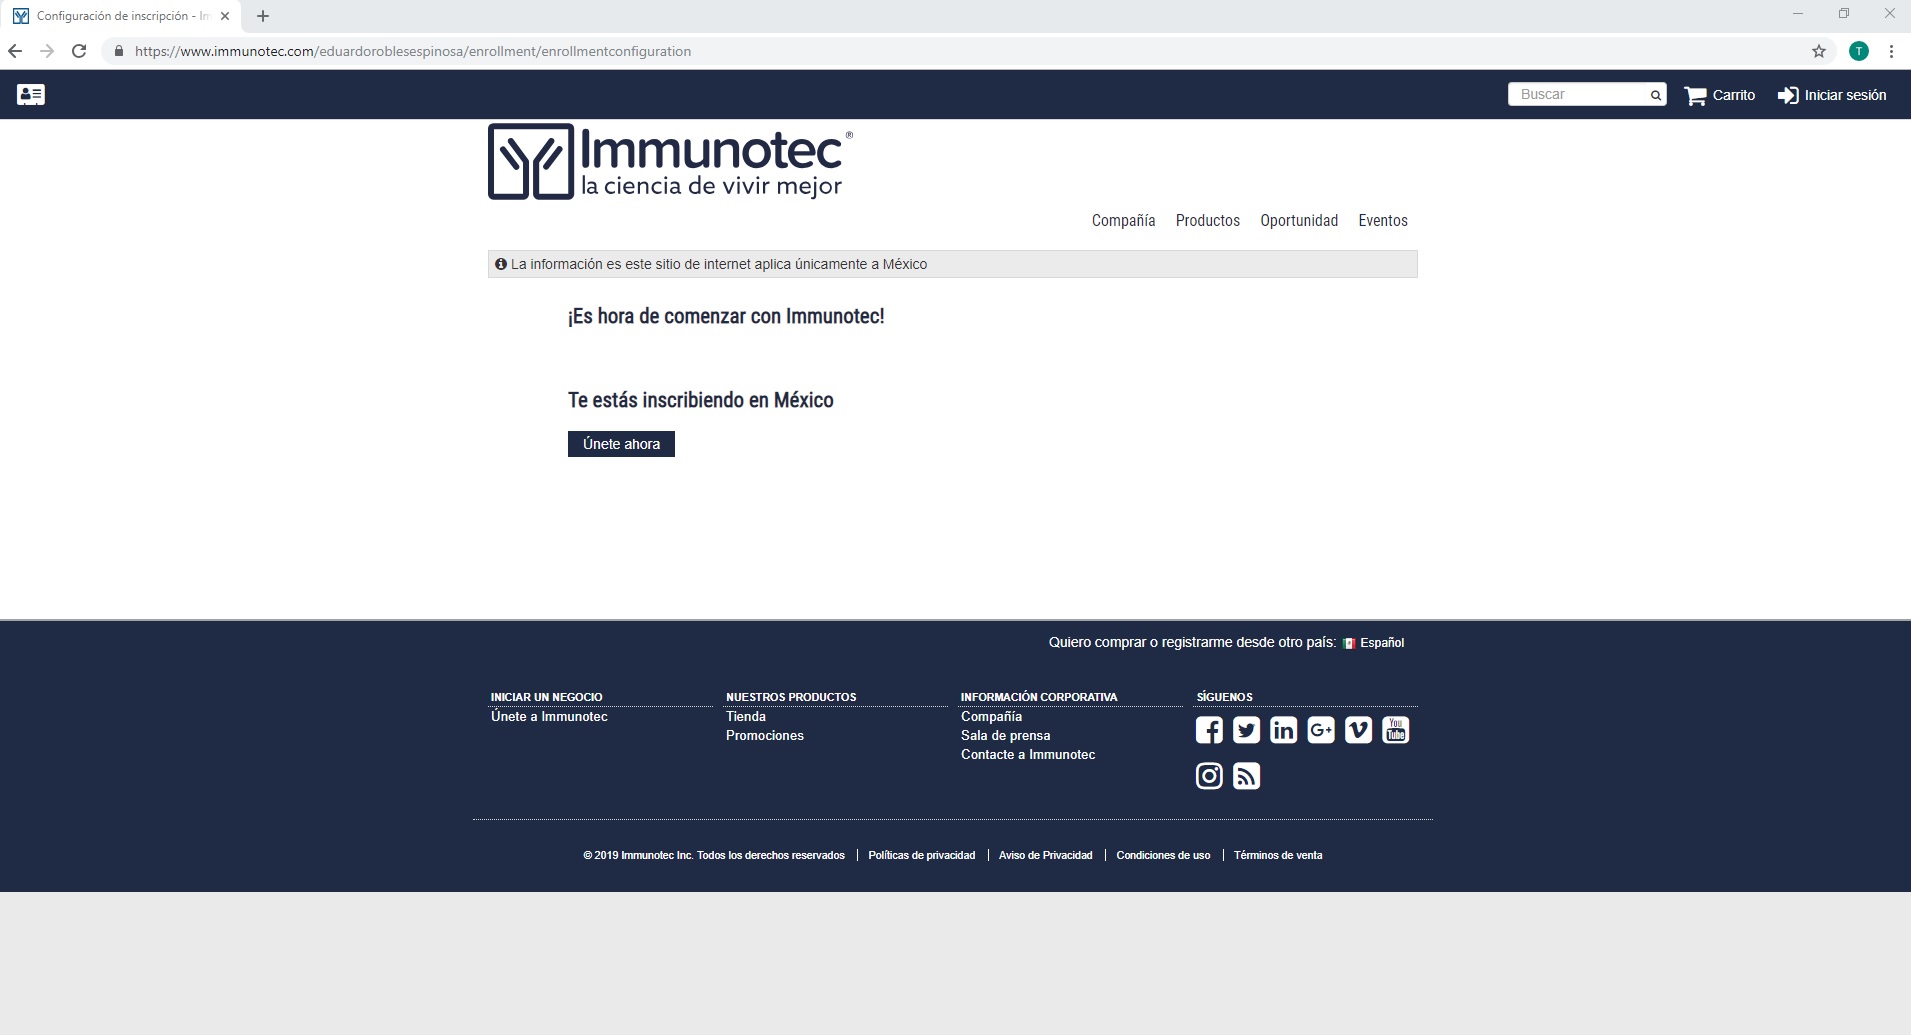 Configuración de inscripción - Im
https://www.immunotec.com/eduardoroblesespinosa/enrollment/enrollmentconfiguration
T
Buscar
Carrito
Iniciar sesión
Immunotec®
la ciencia de vivir mejor
Compañía Productos Oportunidad Eventos
La información es este sitio de internet aplica únicamente a México
¡Es hora de comenzar con Immunotec!
Te estás inscribiendo en México
Únete ahora
Quiero comprar o registrarme desde otro país: Español
INICIAR UN NEGOCIO
Únete a Immunotec
NUESTROS PRODUCTOS
Tienda
Promociones
INFORMACIÓN CORPORATIVA
Compañía
Sala de prensa
Contacte a Immunotec
SÍGUENOS
You
Tube
© 2019 Immunotec Inc. Todos los derechos reservados | Políticas de privacidad | Aviso de Privacidad | Condiciones de uso | Términos de venta